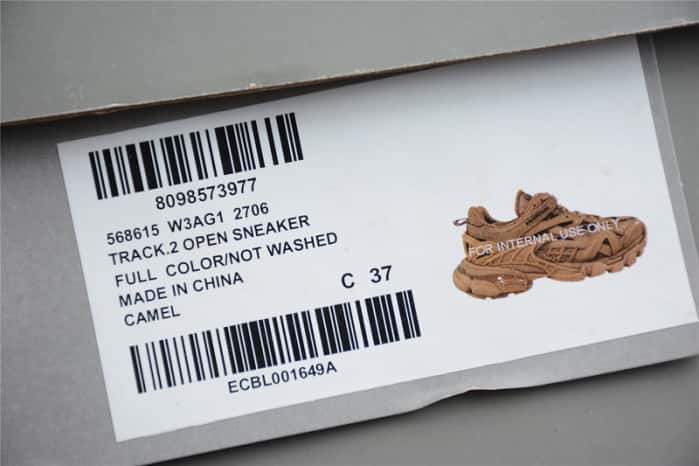 8098573977
568615 W3AG1 2706
TRACK.2 OPEN SNEAKER
FULL COLOR/NOT WASHED
MADE IN CHINA
CAMEL
C 37
ECBL001649A
FOR INTERNAL USE ONLY